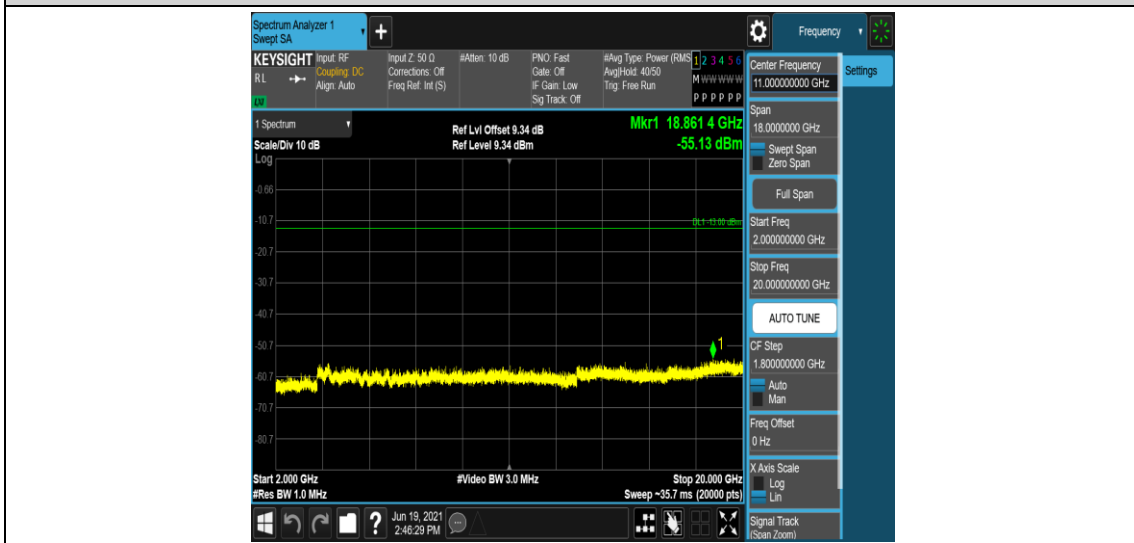 Spectrum Analyzer 1
Swept SA
Frequency
KEYSIGHT Input: RF
RL
Coupling: DC
Align: Auto
Input Z: 50 Ω
Corrections: Off
Freq Ref: Int (S)
#Atten: 10 dB
PNO: Fast
Gate: Off
IF Gain: Low
Sig Track: Off
#Avg Type: Power (RMS
Avg|Hold: 40/50
Trig: Free Run
1 2 3 4 5 6
M W W W W W
P P P P P P
1 Spectrum
Scale/Div 10 dB
Ref Lvl Offset 9.34 dB
Ref Level 9.34 dBm
Mkr1 18.861 4 GHz
-55.13 dBm
Log
-0.66
-10.7
DL1 -13.00 dBm
-20.7
-30.7
-40.7
-50.7
1
-60.7
-70.7
-80.7
Start 2.000 GHz
#Res BW 1.0 MHz
#Video BW 3.0 MHz
Stop 20.000 GHz
Sweep ~35.7 ms (20000 pts)
Jun 19, 2021
2:46:29 PM
Center Frequency
11.000000000 GHz
Settings
Span
18.0000000 GHz
Swept Span
Zero Span
Full Span
Start Freq
2.000000000 GHz
Stop Freq
20.000000000 GHz
AUTO TUNE
CF Step
1.800000000 GHz
Auto
Man
Freq Offset
0 Hz
X Axis Scale
Log
Lin
Signal Track
(Span Zoom)